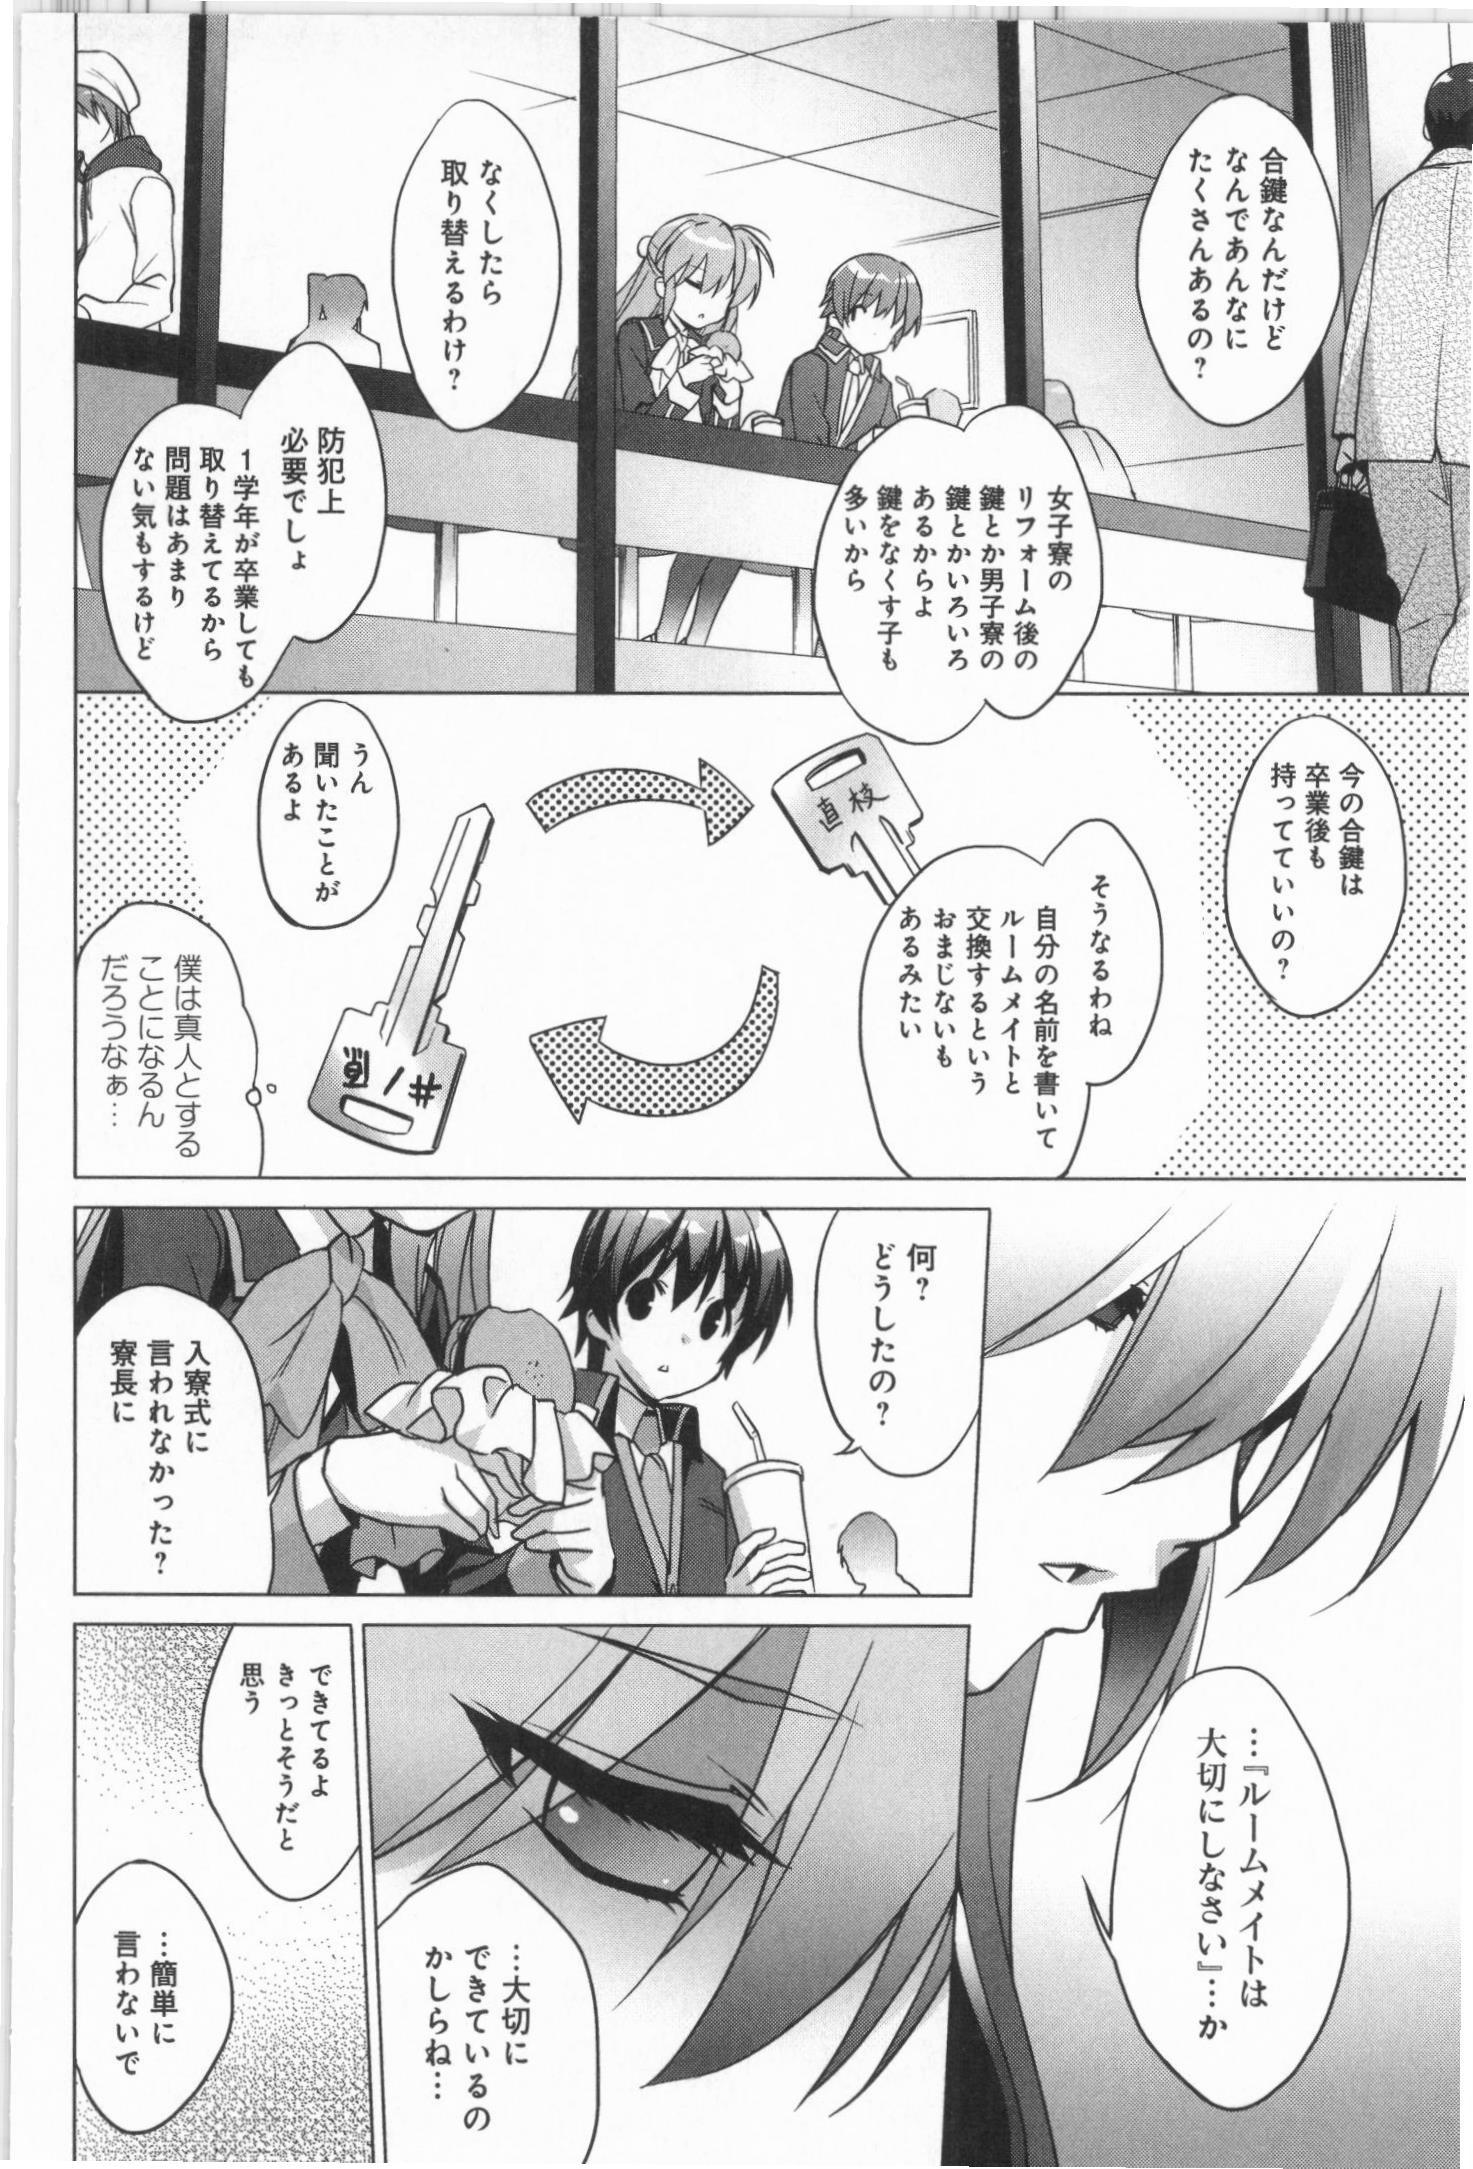 合鍵なんだけど
なんであんなに
たくさんあるの?
女子寮の
リフォーム後の
鍵とか男子寮の
鍵とかいろいろ
あるからよ
鍵をなくす子も
多いから
なくしたら
取り替えるわけ?
防犯上
必要でしょ
1学年が卒業しても
取り替えてるから
問題はあまり
ない気もするけど
今の合鍵は
卒業後も
持ってていいの?
そうなるわね
自分の名前を書いて
ルームメイトと
交換するという
おまじないも
あるみたい
直枝
うん
聞いたことが
あるよ
僕は真人とする
ことになるん
だろうなぁ…
…『ルームメイトは
大切にしなさい』…か
何?
どうしたの?
入寮式に
言われなかった?
寮長に
…大切に
できているの
かしらね…
できてるよ
きっとそうだと
思う
…簡単に
言わないで